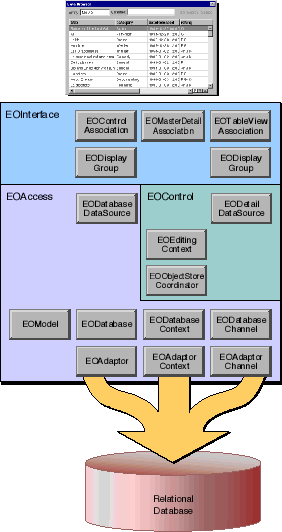 EOInterface
EOControl
Association
EOMasterDetail
Association
EOTableView
Association
EODisplay
Group
EODisplay
Group
EOAccess
EODatabase
DataSource
EOControl
EODetail
DataSource
EOEditing
Context
EOObjectStore
Coordinator
EOModel
EODatabase
EODatabase
Context
EODatabase
Channel
EOAdaptor
EOAdaptor
Context
EOAdaptor
Channel
Relational
Database